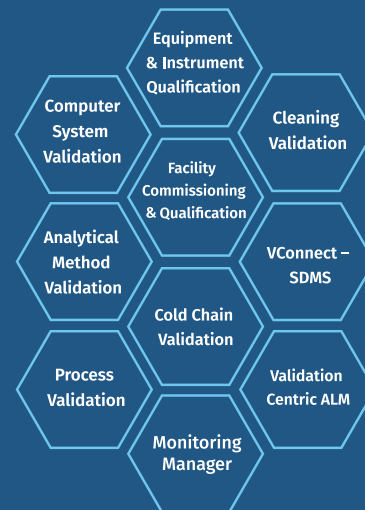 Equipment
& Instrument
Qualification
Computer
System
Validation
Cleaning
Validation
Facility
Commissioning
& Qualification
Analytical
Method
Validation
VConnect –
SDMS
Cold Chain
Validation
Process
Validation
Validation
Centric ALM
Monitoring
Manager